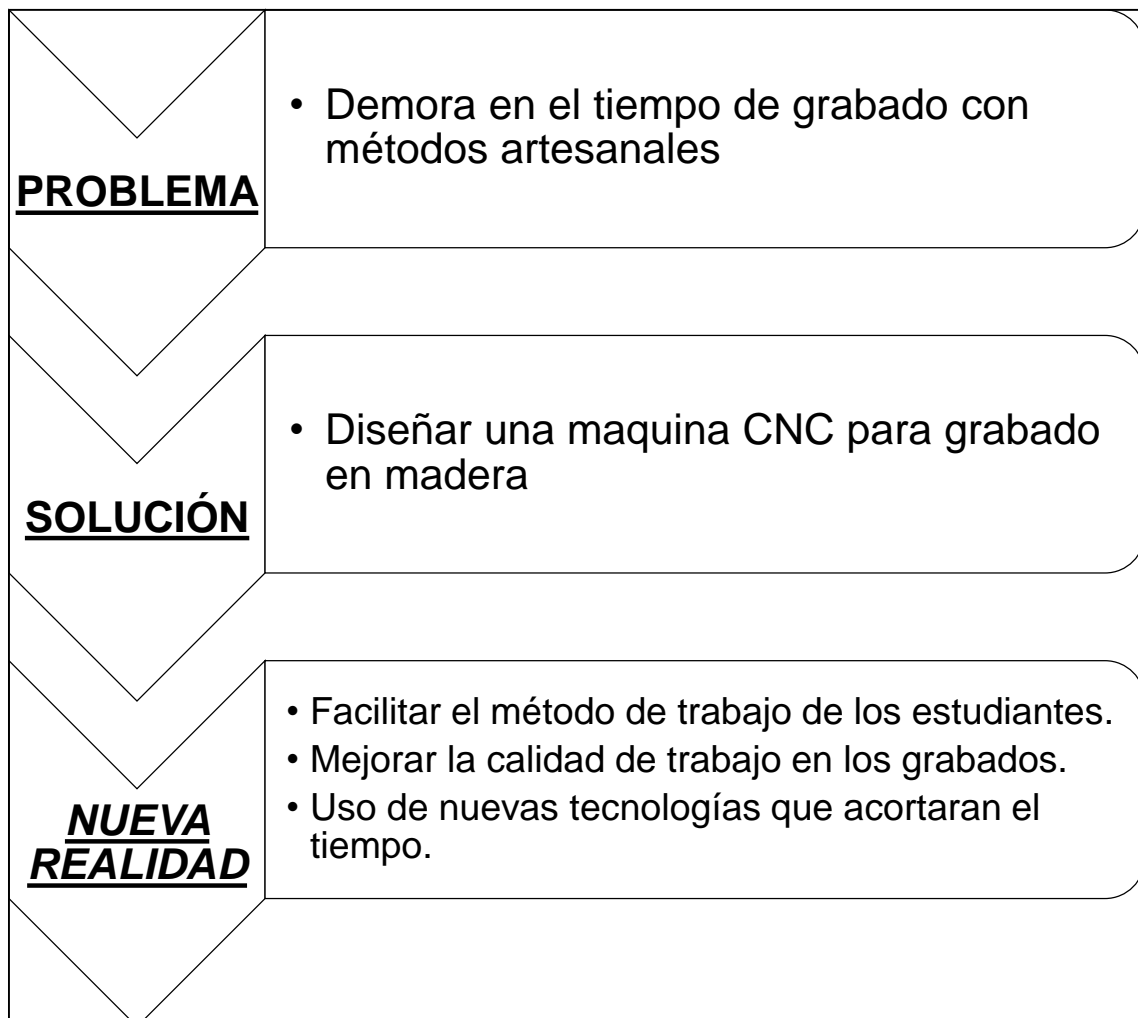 • Demora en el tiempo de grabado con
métodos artesanales
PROBLEMA
• Diseñar una maquina CNC para grabado
en madera
SOLUCIÓN
• Facilitar el método de trabajo de los estudiantes.
• Mejorar la calidad de trabajo en los grabados.
• Uso de nuevas tecnologías que acortaran el
tiempo.
NUEVA
REALIDAD